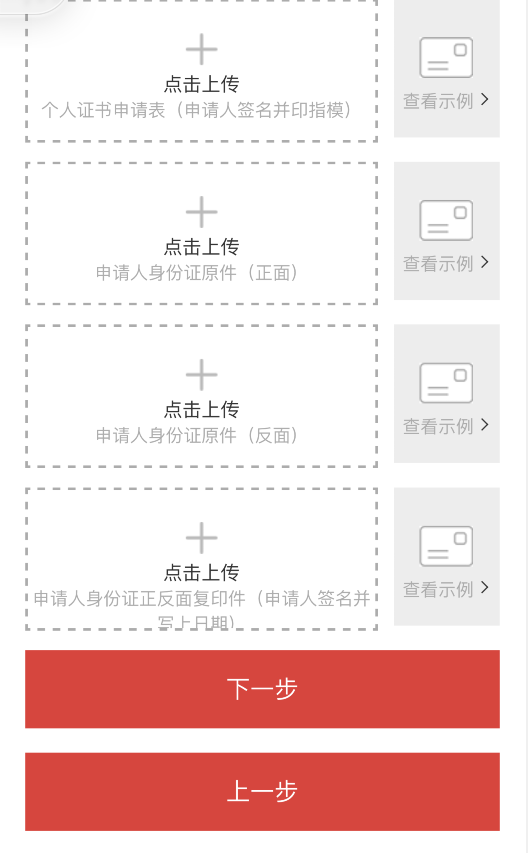 点击上传
个人证书申请表（申请人签名并印指模）
查看示例
点击上传
申请人身份证原件（正面）
查看示例
点击上传
申请人身份证原件（反面）
查看示例
点击上传
申请人身份证正反面复印件（申请人签名并
写上日期）
查看示例
下一步
上一步